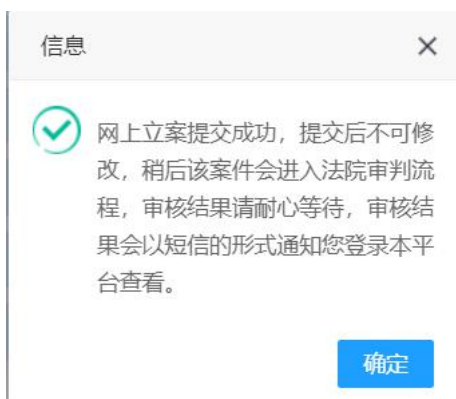 信息
网上立案提交成功，提交后不可修
改，稍后该案件会进入法院审判流
程，审核结果请耐心等待，审核结
果会以短信的形式通知您登录本平
台查看。
确定